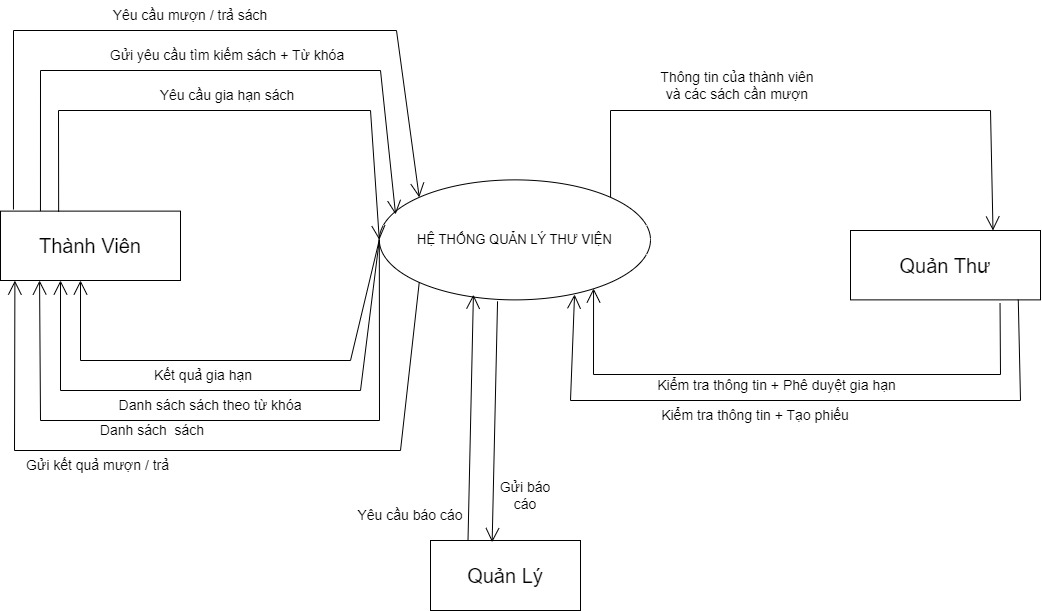 Yêu cầu mượn / trả sách
Gửi yêu cầu tìm kiếm sách + Từ khóa
Yêu cầu gia hạn sách
Thông tin của thành viên
và các sách cần mượn
Thành Viên
HỆ THỐNG QUẢN LÝ THƯ VIỆN
Quản Thư
Kết quả gia hạn
Danh sách sách theo từ khóa
Danh sách sách
Gửi kết quả mượn / trả
Kiểm tra thông tin + Phê duyệt gia hạn
Kiểm tra thông tin + Tạo phiếu
Yêu cầu báo cáo
Gửi báo
cáo
Quản Lý